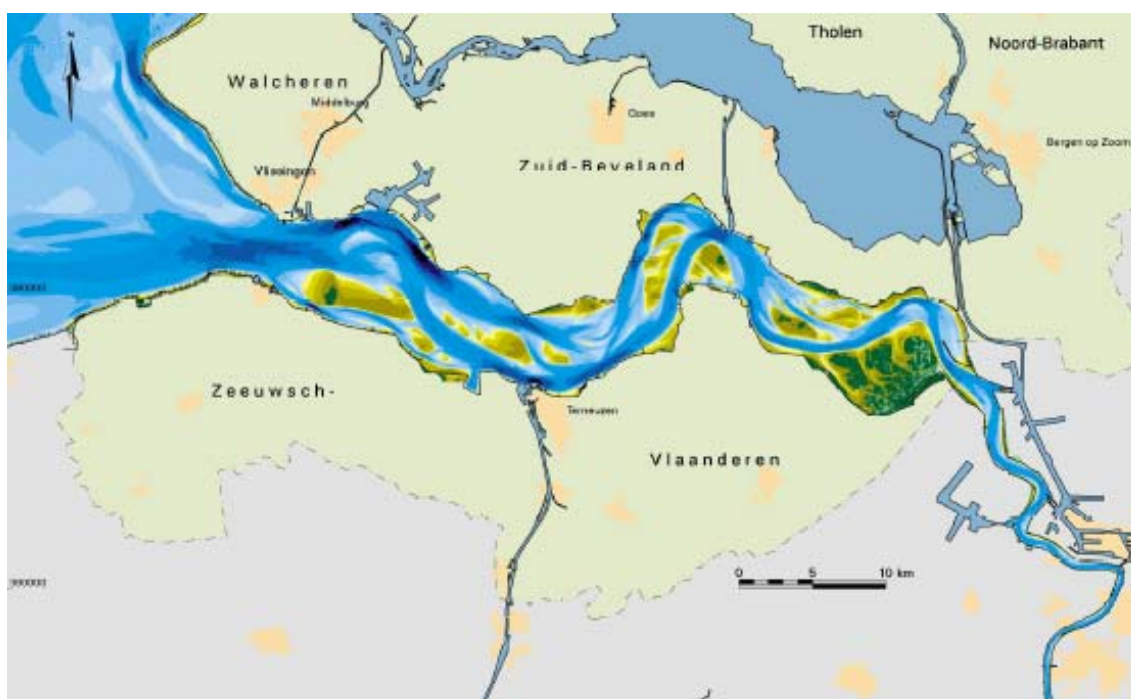 N
Tholen
Noord-Brabant
Walcheren
Middelburg
Goes
Bergen op Zoom
Zuid-Beveland
Vlissingen
Zeeuwsch-
Terneuzen
Vlaanderen
0 5 10 km